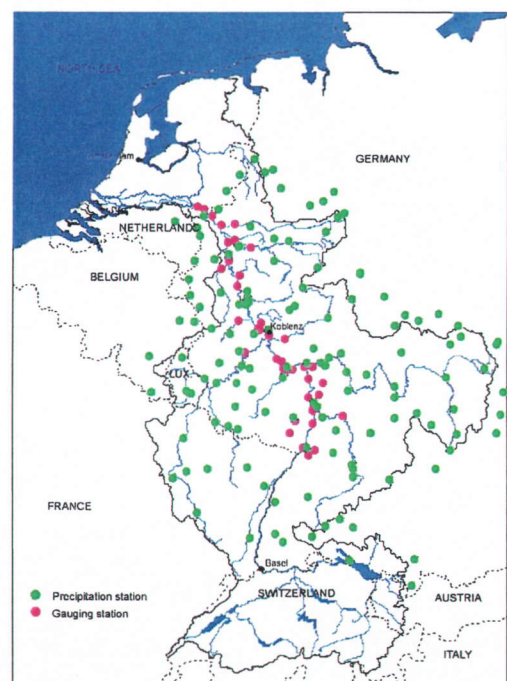 NORTH SEA
GERMANY
NETHERLANDS
BELGIUM
Koblenz
LUX
FRANCE
Basel
Precipitation station
SWITZERLAND
Gauging station
AUSTRIA
ITALY